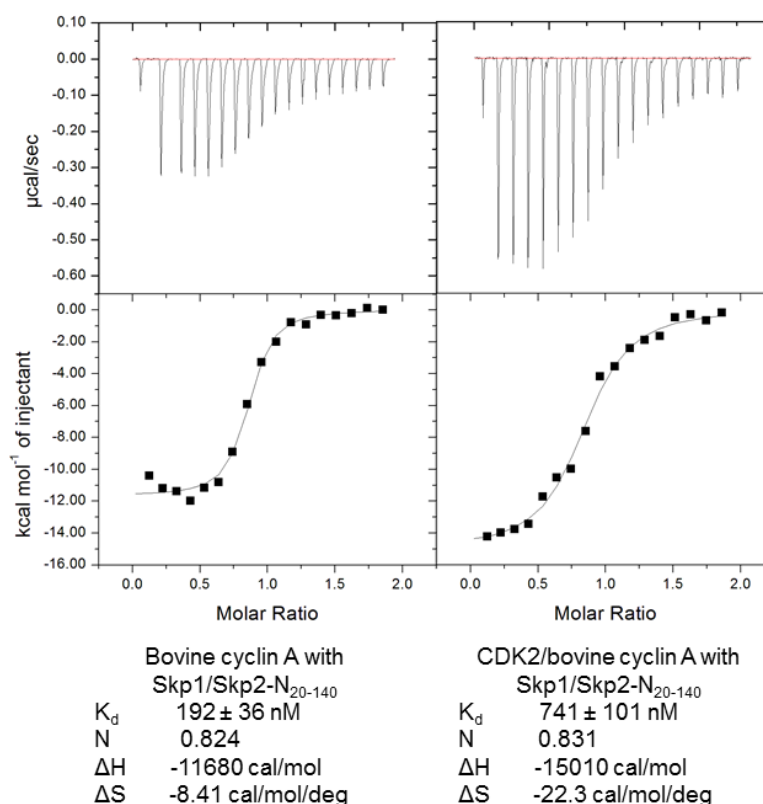 0.00
-0.10
-0.20
-0.30
-0.40
-0.50
-0.60
µcal/sec
0.00
-2.00
-4.00
-6.00
-8.00
-10.00
-12.00
-14.00
-16.00
kcal mol⁻¹ of injectant
0.0 0.5 1.0 1.5 2.0
Molar Ratio
0.0 0.5 1.0 1.5 2.0
Molar Ratio
Bovine cyclin A with
Skp1/Skp2-N₂₀₋₁₄₀
K_d 192 ± 36 nM
N 0.824
ΔH -11680 cal/mol
ΔS -8.41 cal/mol/deg
CDK2/bovine cyclin A with
Skp1/Skp2-N₂₀₋₁₄₀
K_d 741 ± 101 nM
N 0.831
ΔH -15010 cal/mol
ΔS -22.3 cal/mol/deg